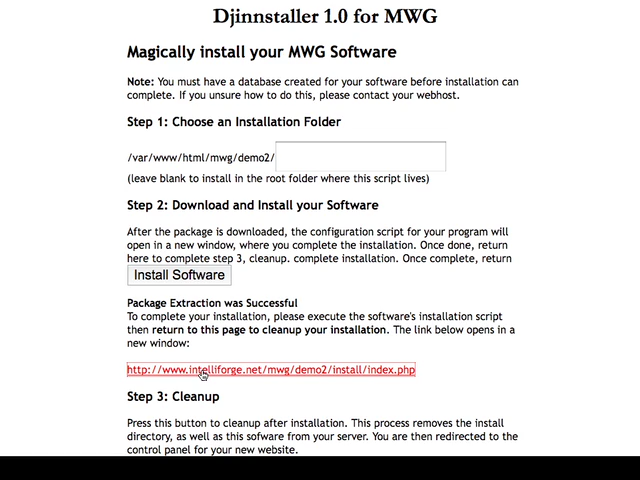 Djinnstaller 1.0 for MWG
Magically install your MWG Software
Note: You must have a database created for your software before installation can
complete. If you unsure how to do this, please contact your webhost.
Step 1: Choose an Installation Folder
/var/www/html/mwg/demo2/
(leave blank to install in the root folder where this script lives)
Step 2: Download and Install your Software
After the package is downloaded, the configuration script for your program will
open in a new window, where you complete the installation. Once done, return
here to complete step 3, cleanup. complete installation. Once complete, return
Install Software
Package Extraction was Successful
To complete your installation, please execute the software's installation script
then return to this page to cleanup your installation. The link below opens in a
new window:
http://www.intelliforge.net/mwg/demo2/install/index.php
Step 3: Cleanup
Press this button to cleanup after installation. This process removes the install
directory, as well as this sofware from your server. You are then redirected to the
control panel for your new website.